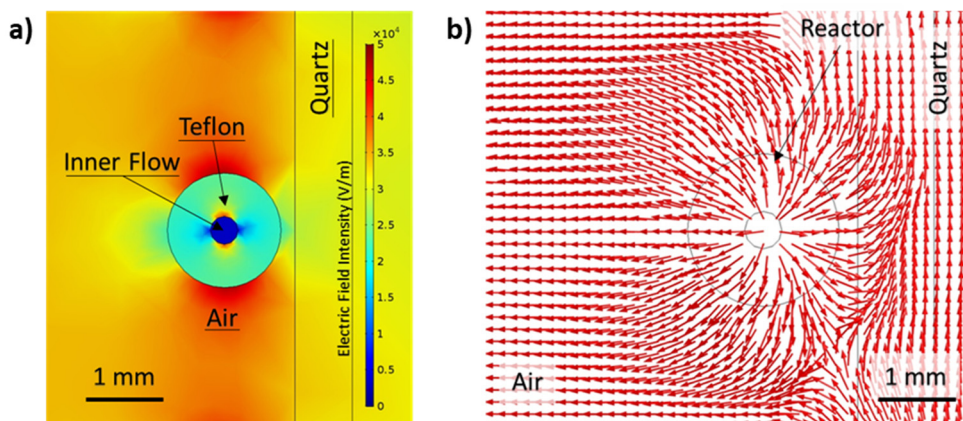 a)
Quartz
Teflon
Inner Flow
Air
1 mm
Electric Field Intensity (V/m)
×10⁴
5
4.5
4
3.5
3
2.5
2
1.5
1
0.5
0
b)
Reactor
Quartz
Air
1 mm